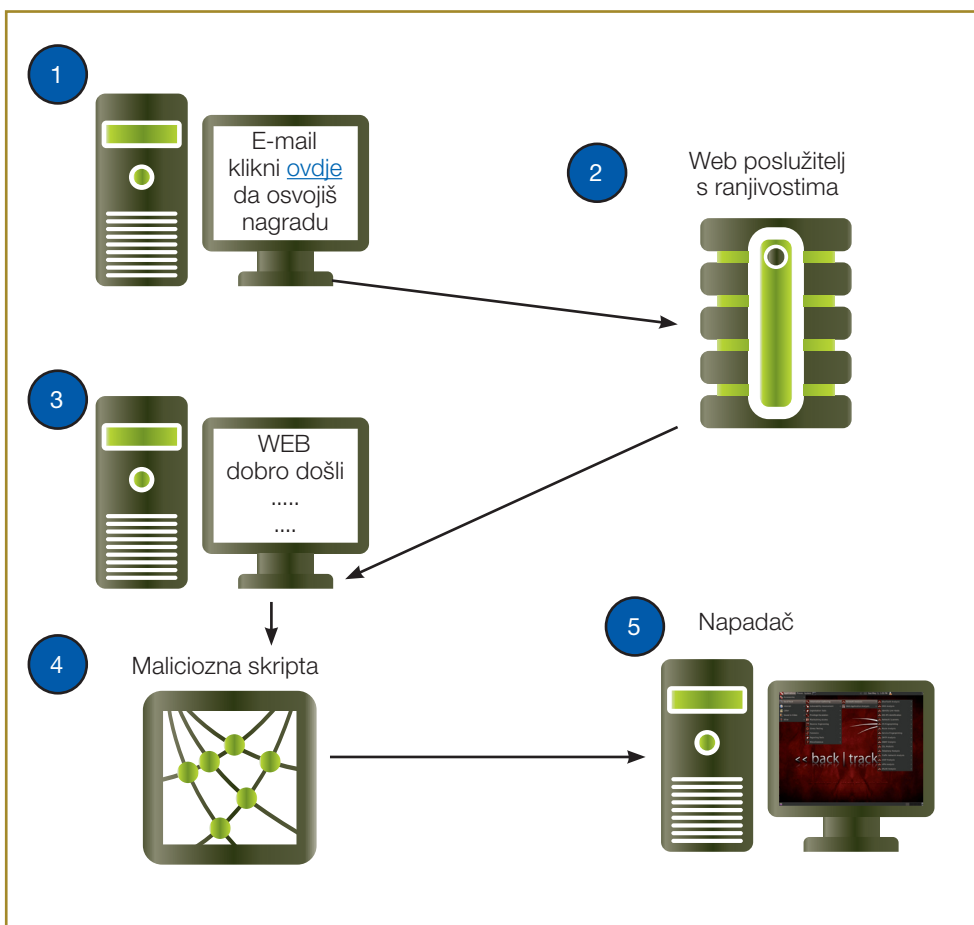 1
E-mail
klikni ovdje
da osvojiš
nagradu
2
Web poslužitelj
s ranjivostima
3
WEB
dobro došli
.....
....
4
Maliciozna skripta
5
Napadač
<< back | track